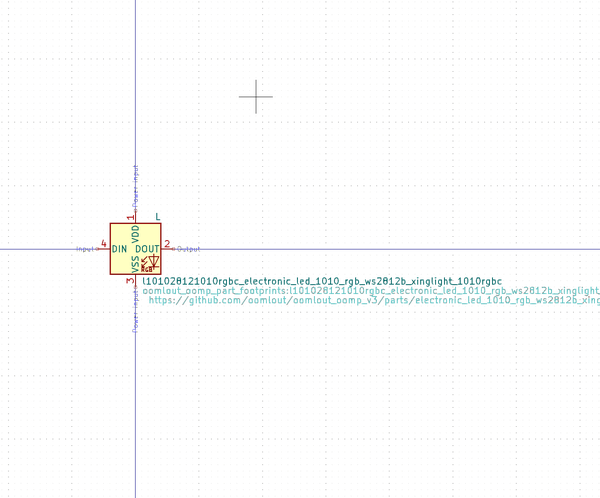 Power input
1
L
VDD
Input
4
DIN
DOUT
2
Output
VSS
RGB
3
l101028121010rgbc_electronic_led_1010_rgb_ws2812b_xinglight_1010rgbc
oomlout_oomp_part_footprints:l101028121010rgbc_electronic_led_1010_rgb_ws2812b_xinglight_
https://github.com/oomlout/oomlout_oomp_v3/parts/electronic_led_1010_rgb_ws2812b_xing
Power input